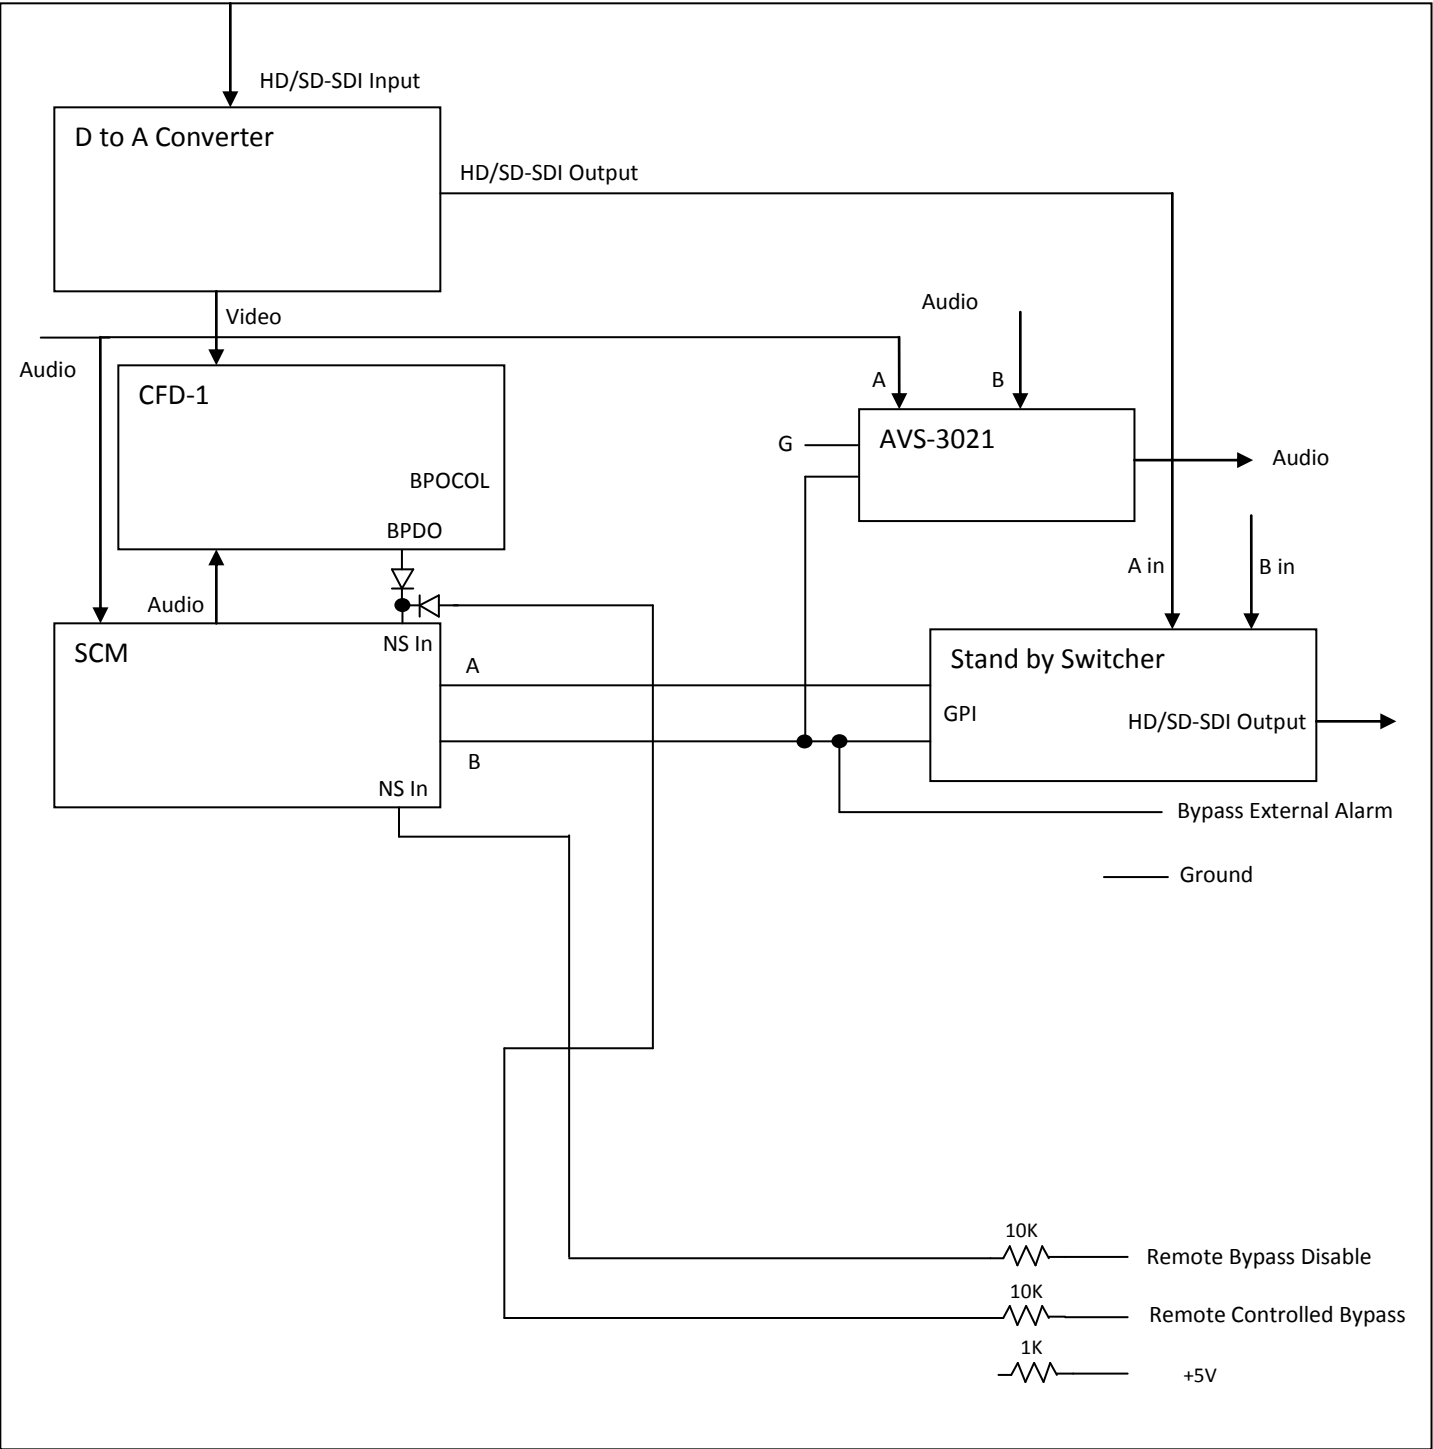 HD/SD-SDI Input
D to A Converter
HD/SD-SDI Output
Video
Audio
Audio
A
B
CFD-1
AVS-3021
G
Audio
BPOCOL
BPDO
A in
B in
Audio
NS In
SCM
A
Stand by Switcher
GPI
HD/SD-SDI Output
B
NS In
Bypass External Alarm
Ground
10K
Remote Bypass Disable
10K
Remote Controlled Bypass
1K
+5V